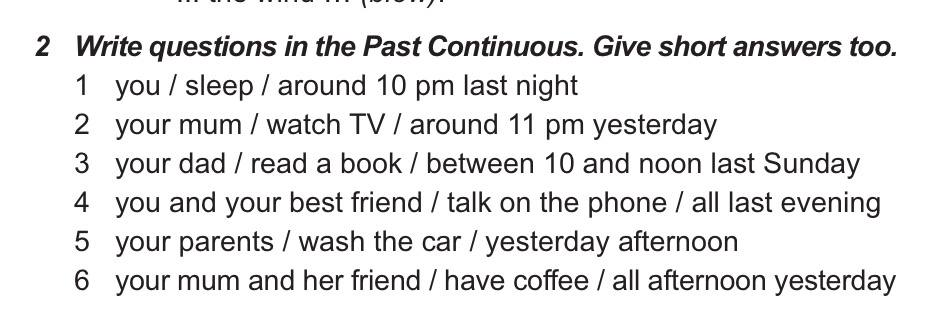 ... the wind ... (blow).
2 Write questions in the Past Continuous. Give short answers too.
1 you / sleep / around 10 pm last night
2 your mum / watch TV / around 11 pm yesterday
3 your dad / read a book / between 10 and noon last Sunday
4 you and your best friend / talk on the phone / all last evening
5 your parents / wash the car / yesterday afternoon
6 your mum and her friend / have coffee / all afternoon yesterday